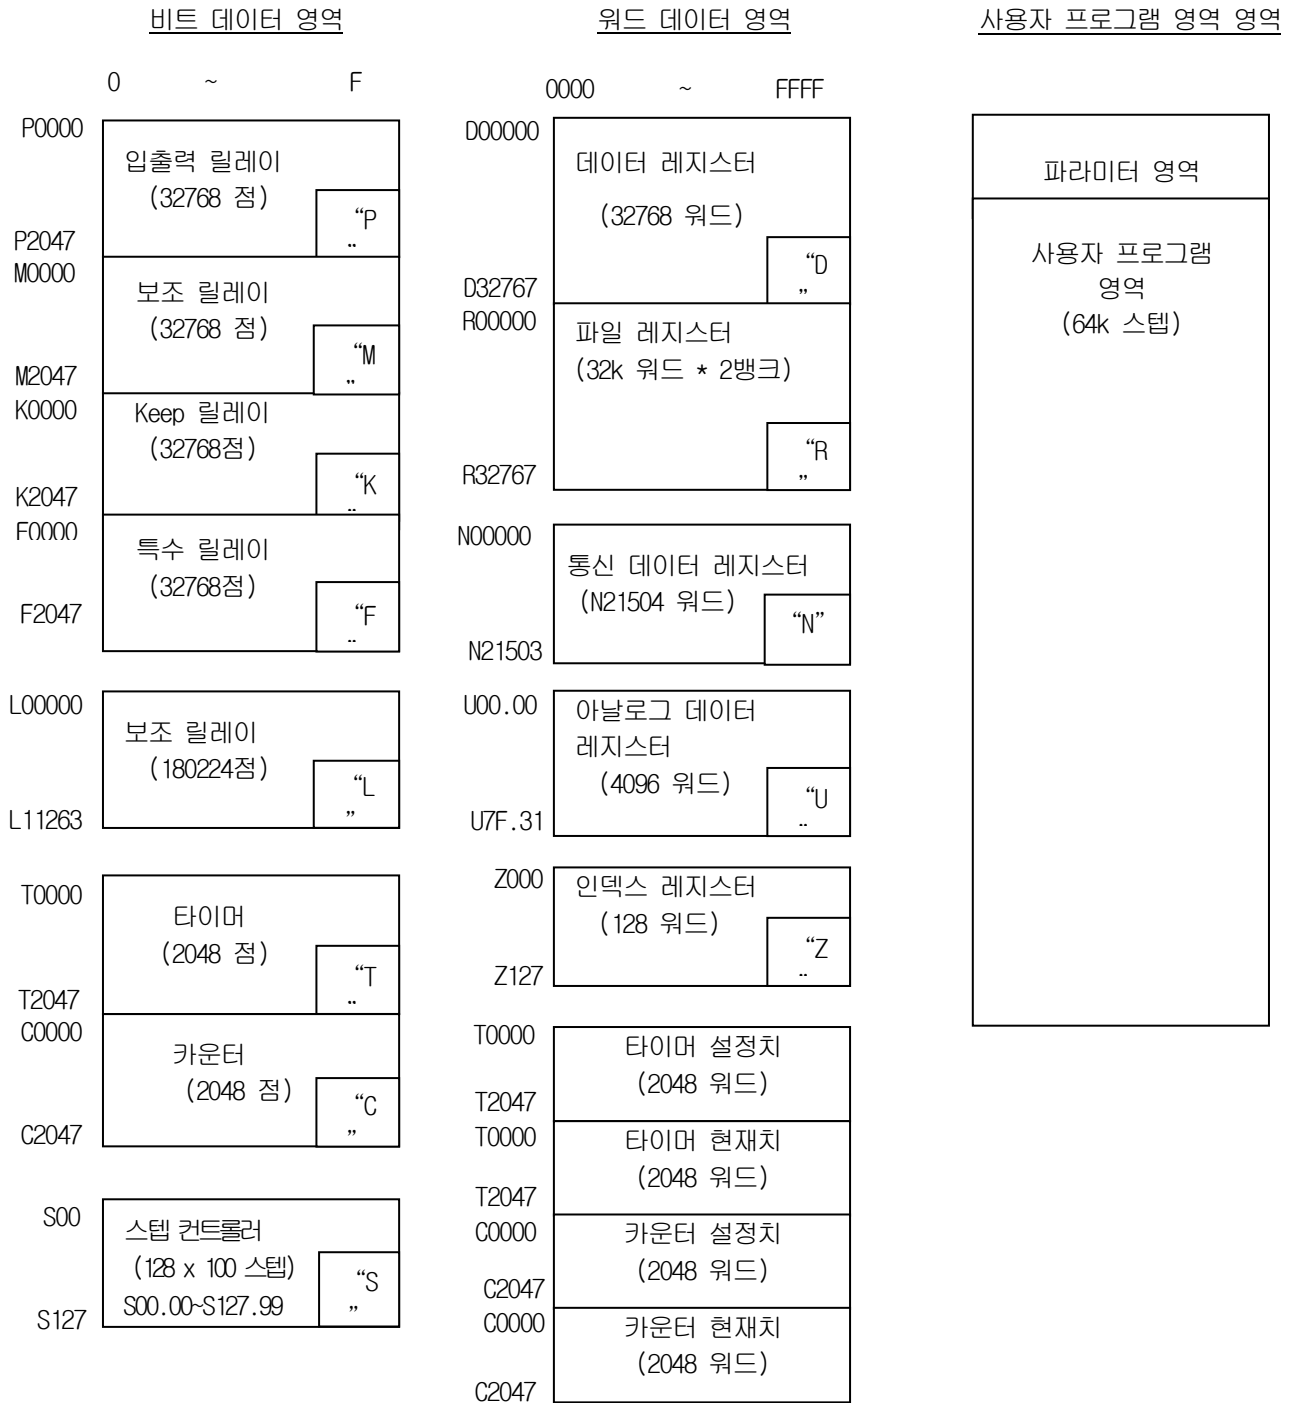 비트 데이터 영역
0 ~ F
P0000
입출력 릴레이
(32768 점)
“P
”
P2047
M0000
보조 릴레이
(32768 점)
“M
”
M2047
K0000
Keep 릴레이
(32768점)
“K
”
K2047
F0000
특수 릴레이
(32768점)
“F
”
F2047
L00000
보조 릴레이
(180224점)
“L
”
L11263
T0000
타이머
(2048 점)
“T
”
T2047
C0000
카운터
(2048 점)
“C
”
C2047
S00
스텝 컨트롤러
(128 x 100 스텝)
S00.00~S127.99
“S
”
S127
워드 데이터 영역
0000 ~ FFFF
D00000
데이터 레지스터
(32768 워드)
“D
”
D32767
R00000
파일 레지스터
(32k 워드 * 2뱅크)
“R
”
R32767
N00000
통신 데이터 레지스터
(N21504 워드)
“N”
N21503
U00.00
아날로그 데이터
레지스터
(4096 워드)
“U
”
U7F.31
Z000
인덱스 레지스터
(128 워드)
“Z
”
Z127
T0000
타이머 설정치
(2048 워드)
T2047
T0000
타이머 현재치
(2048 워드)
T2047
C0000
카운터 설정치
(2048 워드)
C2047
C0000
카운터 현재치
(2048 워드)
C2047
사용자 프로그램 영역 영역
파라미터 영역
사용자 프로그램
영역
(64k 스텝)